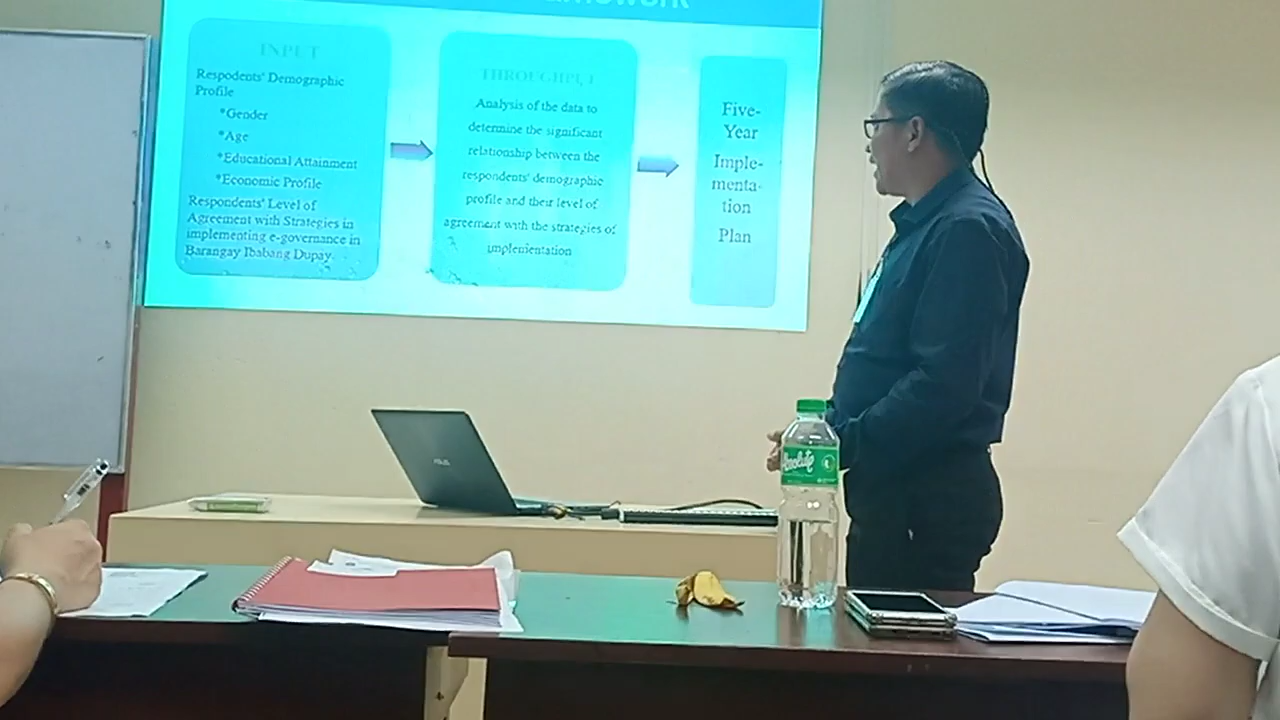 INPUT
Respodents' Demographic
Profile
*Gender
*Age
*Educational Attainment
*Economic Profile
Respondents' Level of
Agreement with Strategies in
implementing e-governance in
Barangay Ibabang Dupay.
THROUGHPUT
Analysis of the data to
determine the significant
relationship between the
respondents' demographic
profile and their level of
agreement with the strategies of
implementation
Five-
Year
Imple-
menta-
tion
Plan
ASUS
Absolute